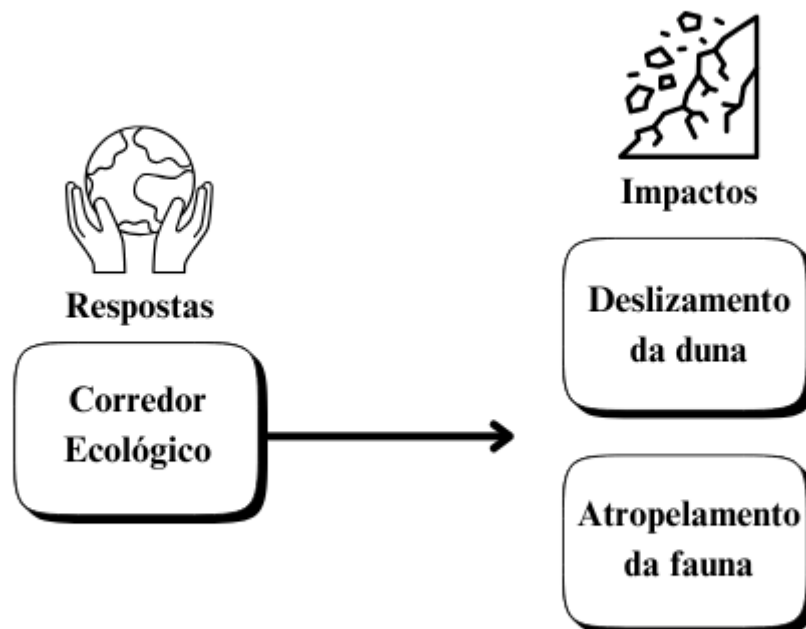 Respostas
Corredor
Ecológico
Impactos
Deslizamento
da duna
Atropelamento
da fauna